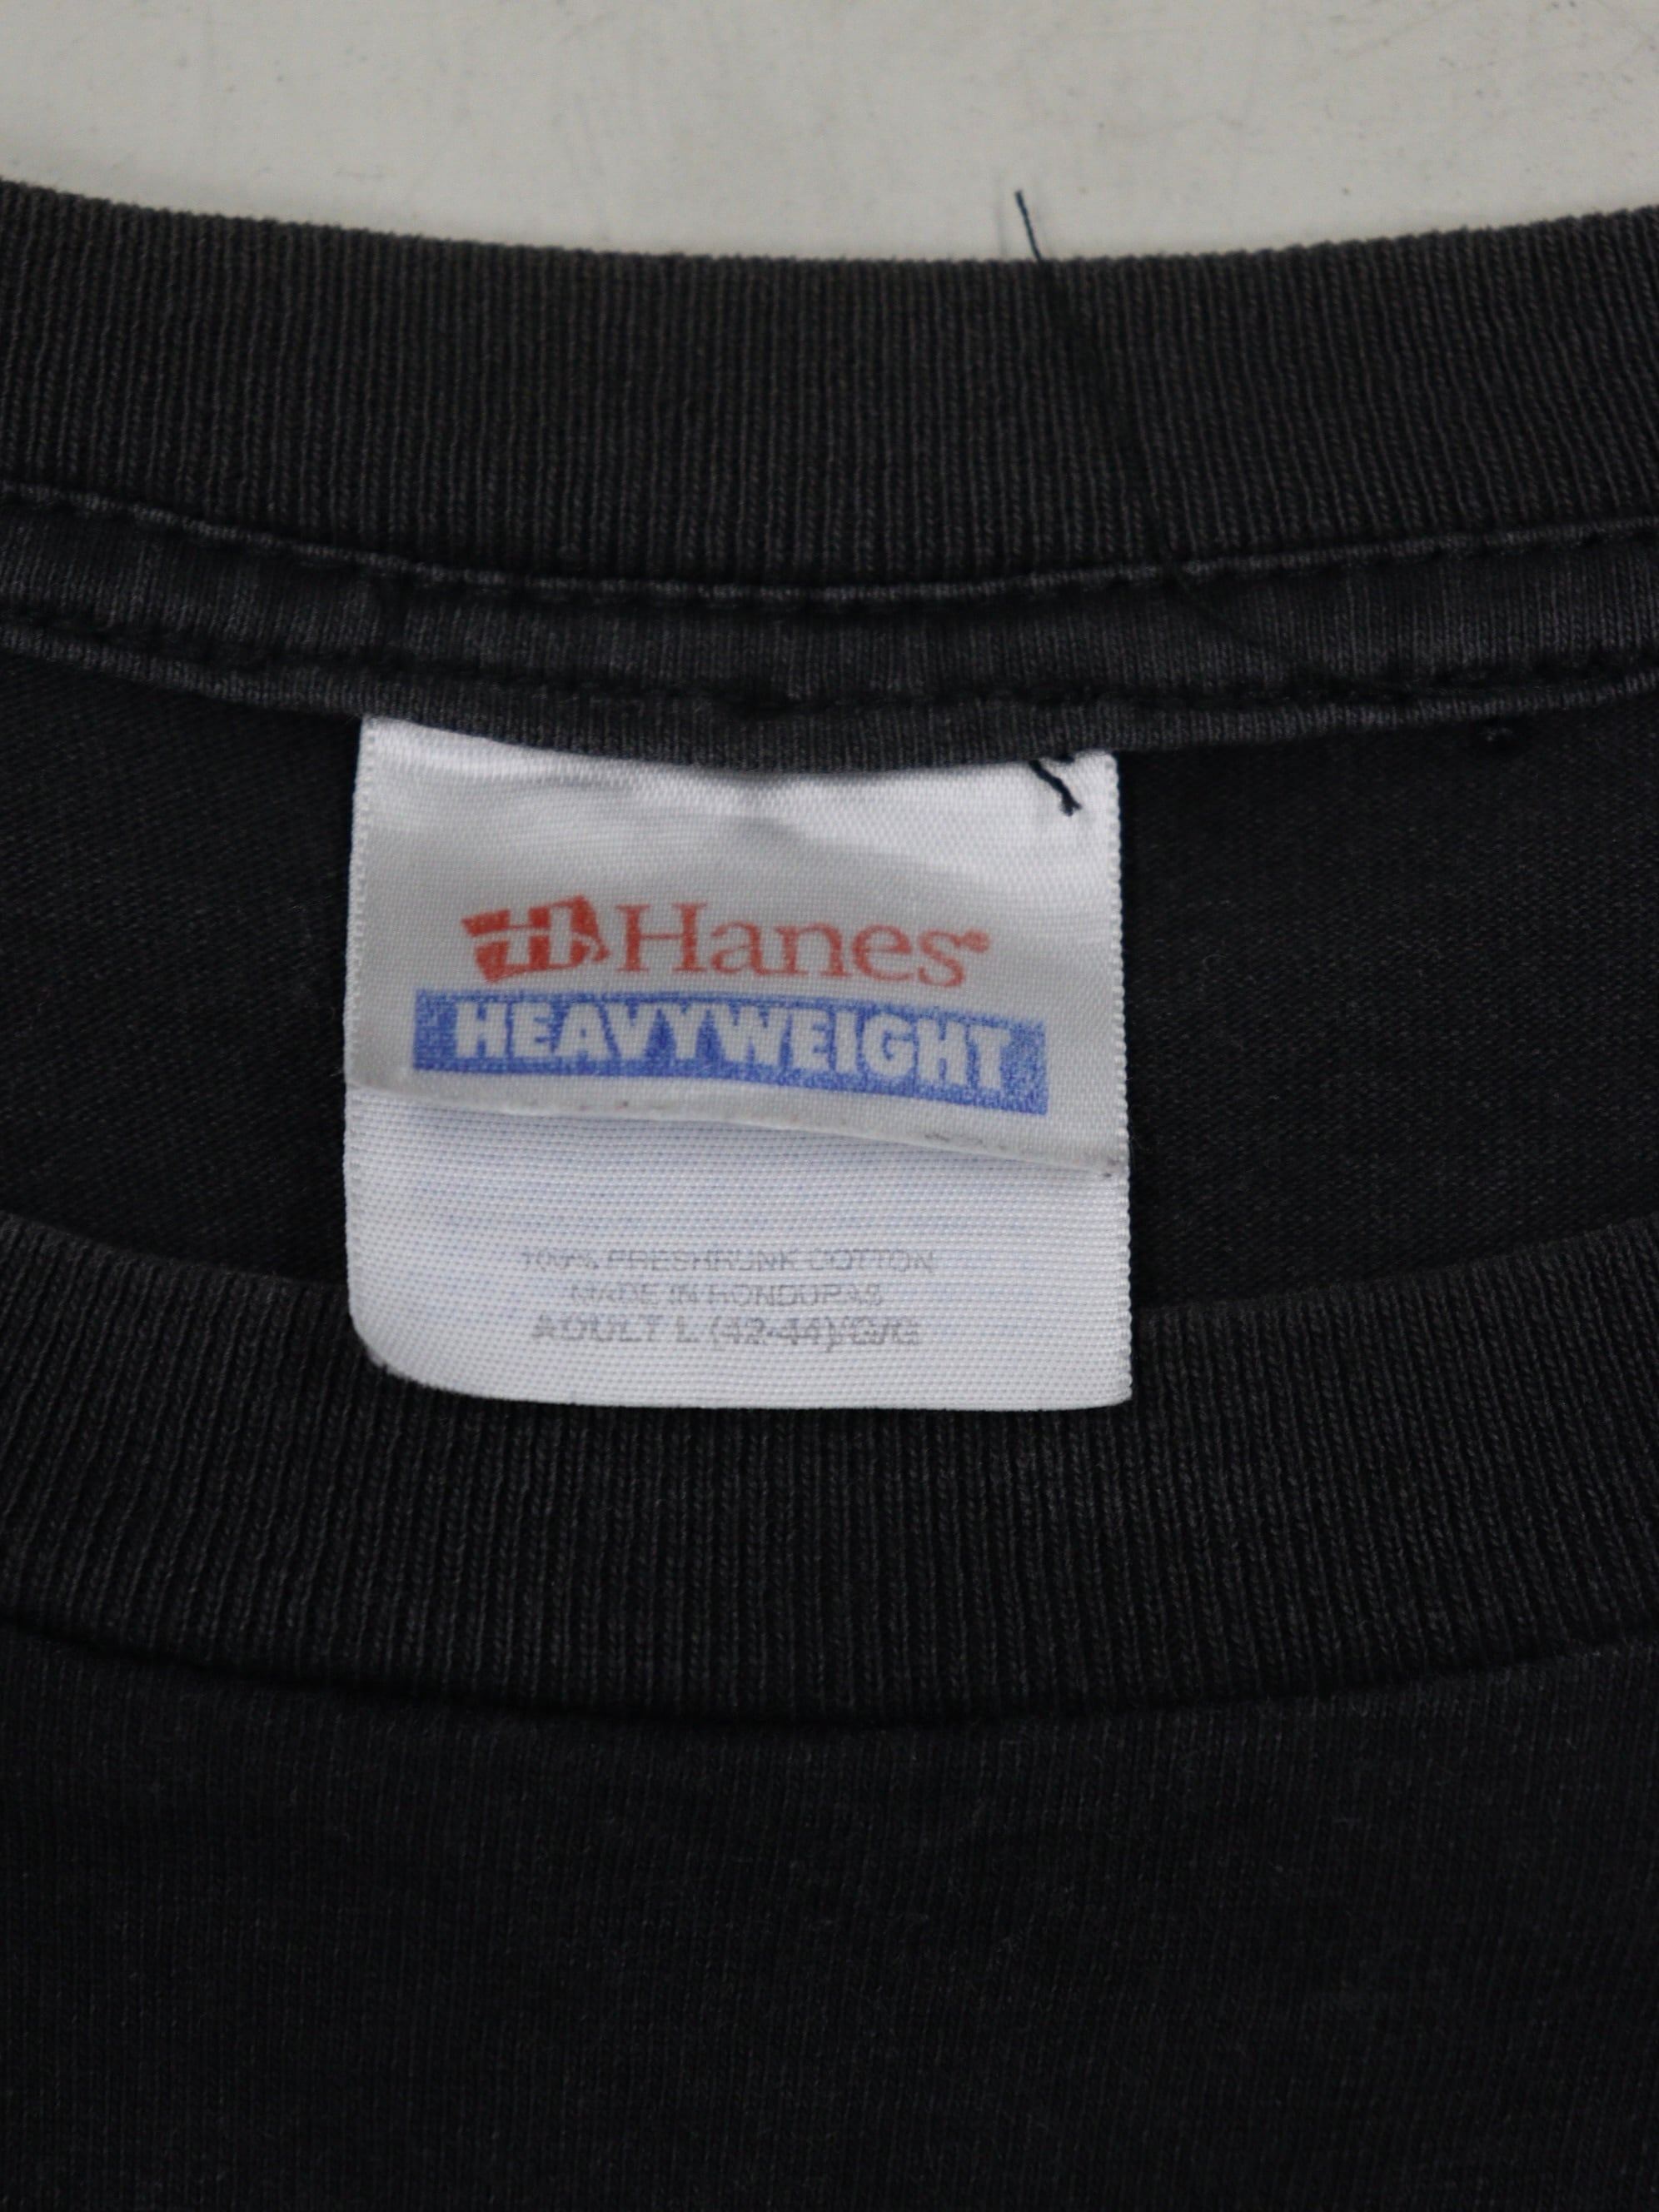 Hanes®
HEAVYWEIGHT
100% PRESHRUNK COTTON
MADE IN HONDURAS
ADULT L (42-44)/G/G